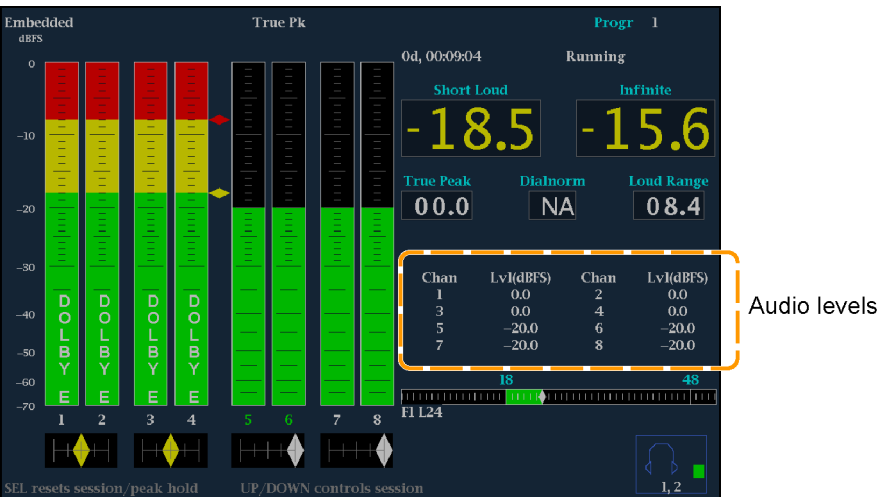 Embedded True Pk Progr 1
dBFS
0d, 00:09:04 Running
0
Short Loud Infinite
-18.5 -15.6
-10
True Peak Dialnorm Loud Range
00.0 NA 08.4
-20
-30
Chan Lvl(dBFS) Chan Lvl(dBFS)
1 0.0 2 0.0
3 0.0 4 0.0
5 -20.0 6 -20.0
7 -20.0 8 -20.0
Audio levels
DOLBY E DOLBY E DOLBY E DOLBY E
-40
-50
-60
-70
18 48
F1 L24
1 2 3 4 5 6 7 8
1, 2
SEL resets session/peak hold UP/DOWN controls session